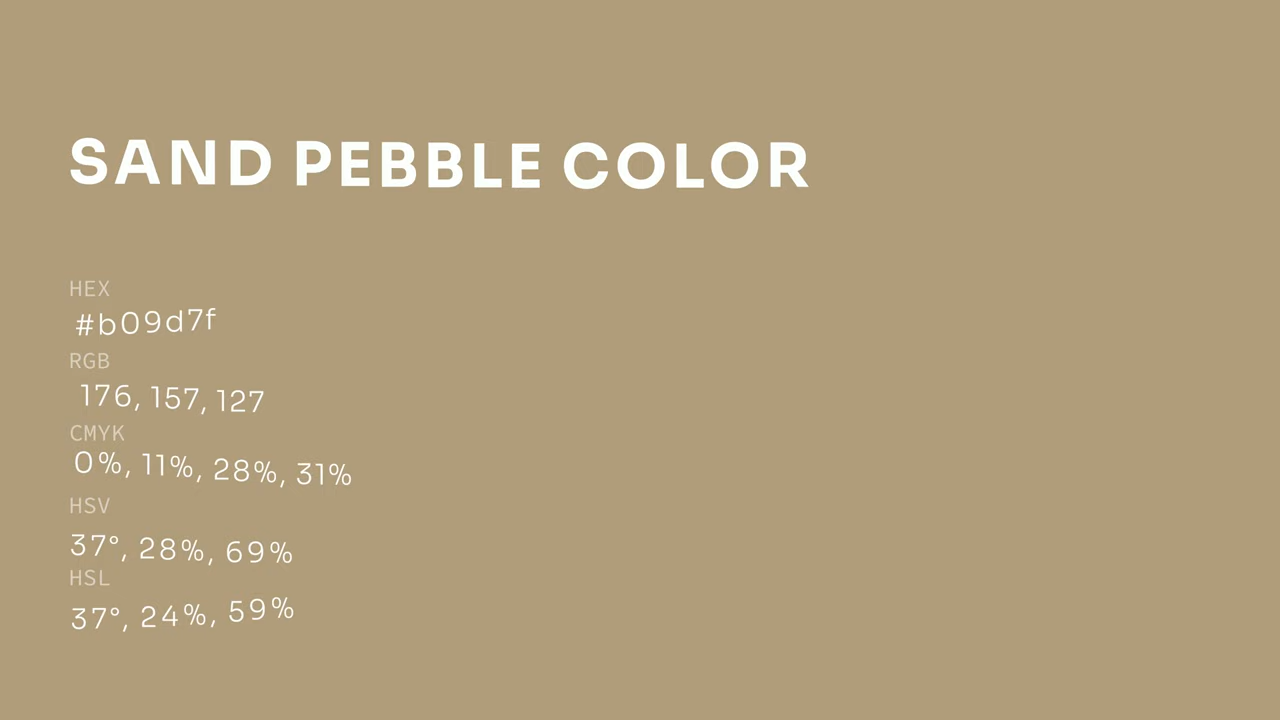 SAND PEBBLE COLOR
HEX
#b09d7f
RGB
176, 157, 127
CMYK
0%, 11%, 28%, 31%
HSV
37°, 28%, 69%
HSL
37°, 24%, 59%